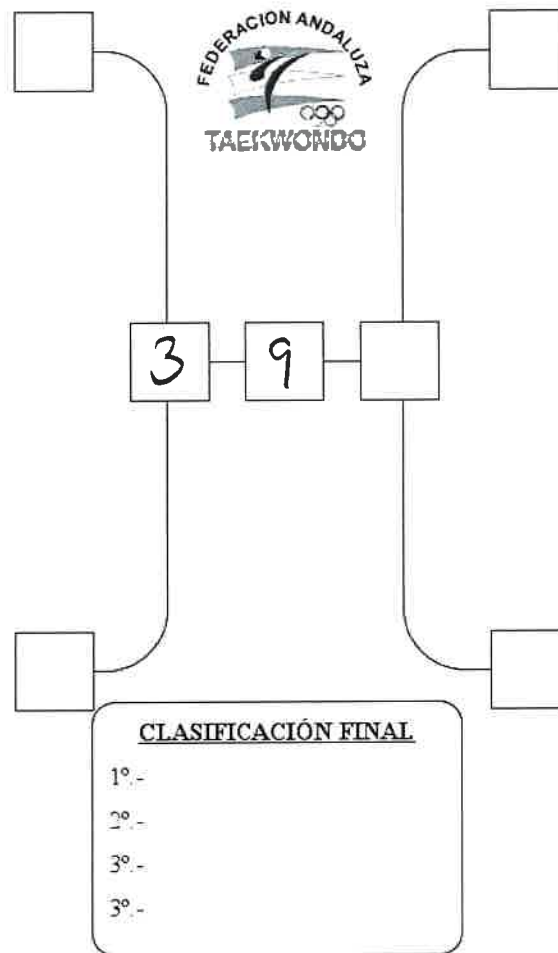 FEDERACION ANDALUZA
TAEKWONDO
3 9
CLASIFICACIÓN FINAL
1º.-
2º.-
3º.-
3º.-